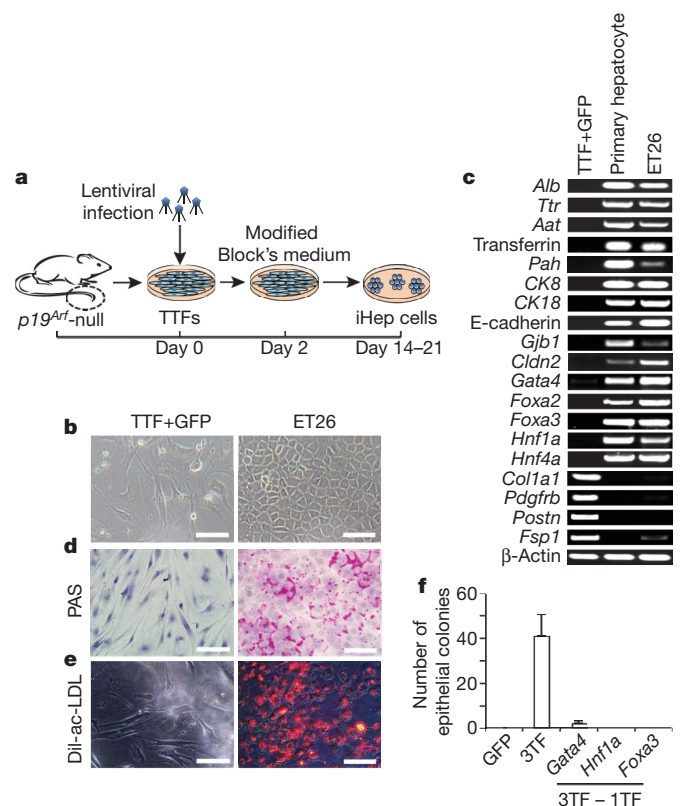 a
Lentiviral
infection
Modified
Block's medium
p19Arf-null
TTFs
iHep cells
Day 0
Day 2
Day 14–21
b
TTF+GFP
ET26
d
PAS
e
Dil-ac-LDL
c
TTF+GFP
Primary hepatocyte
ET26
Alb
Ttr
Aat
Transferrin
Pah
CK8
CK18
E-cadherin
Gjb1
Cldn2
Gata4
Foxa2
Foxa3
Hnf1a
Hnf4a
Col1a1
Pdgfrb
Postn
Fsp1
β-Actin
f
Number of
epithelial colonies
60
40
20
0
GFP
3TF
Gata4
Hnf1a
Foxa3
3TF – 1TF